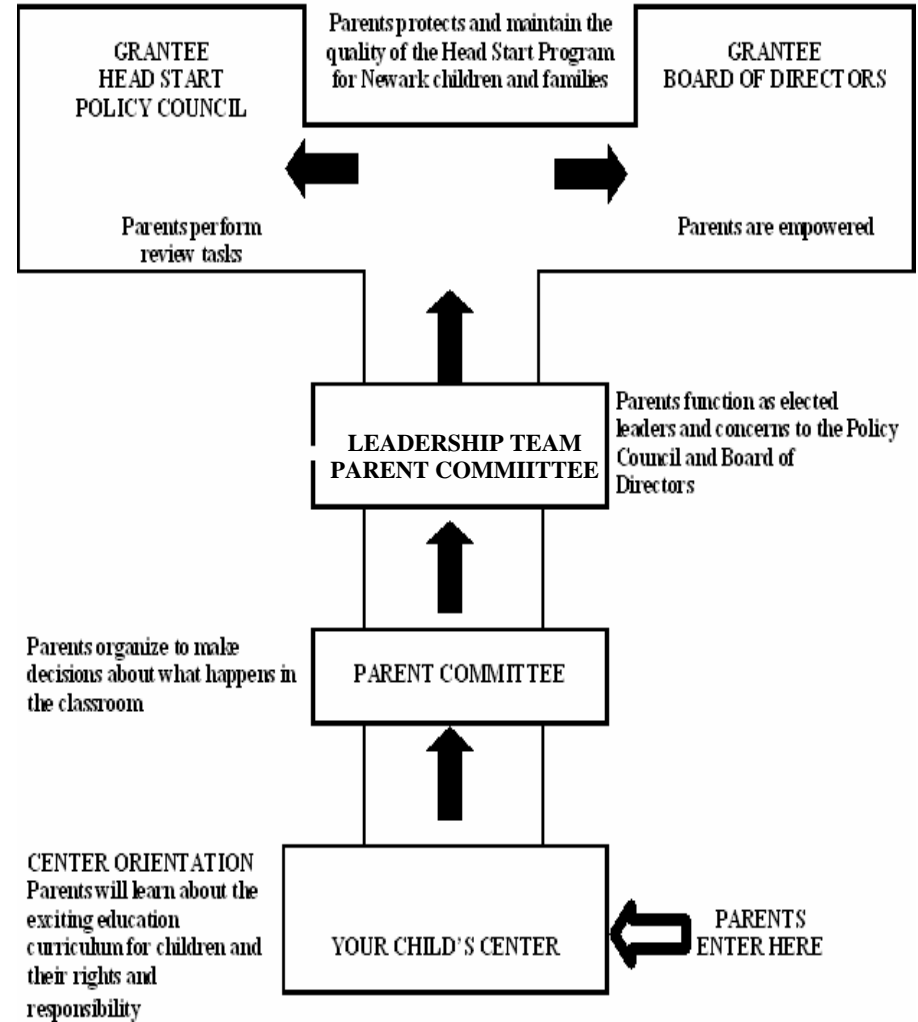 GRANTEE
HEAD START
POLICY COUNCIL
Parents protects and maintain the
quality of the Head Start Program
for Newark children and families
GRANTEE
BOARD OF DIRECTORS
Parents perform
review tasks
Parents are empowered
LEADERSHIP TEAM
PARENT COMMIITTEE
Parents function as elected
leaders and concerns to the Policy
Council and Board of
Directors
Parents organize to make
decisions about what happens in
the classroom
PARENT COMMITTEE
CENTER ORIENTATION
Parents will learn about the
exciting education
curriculum for children and
their rights and
responsibility
YOUR CHILD'S CENTER
PARENTS
ENTER HERE